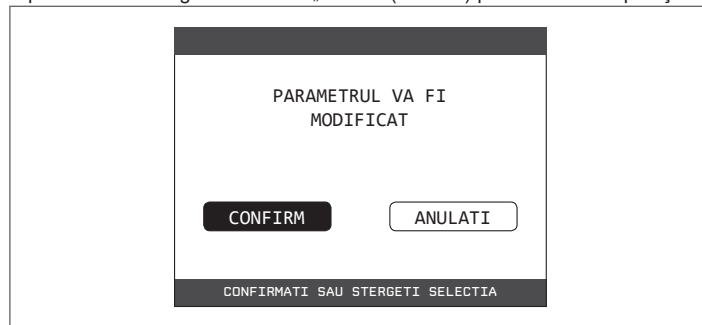 PARAMETRUL VA FI
MODIFICAT
CONFIRM ANULATI
CONFIRMATI SAU STERGETI SELECTIA